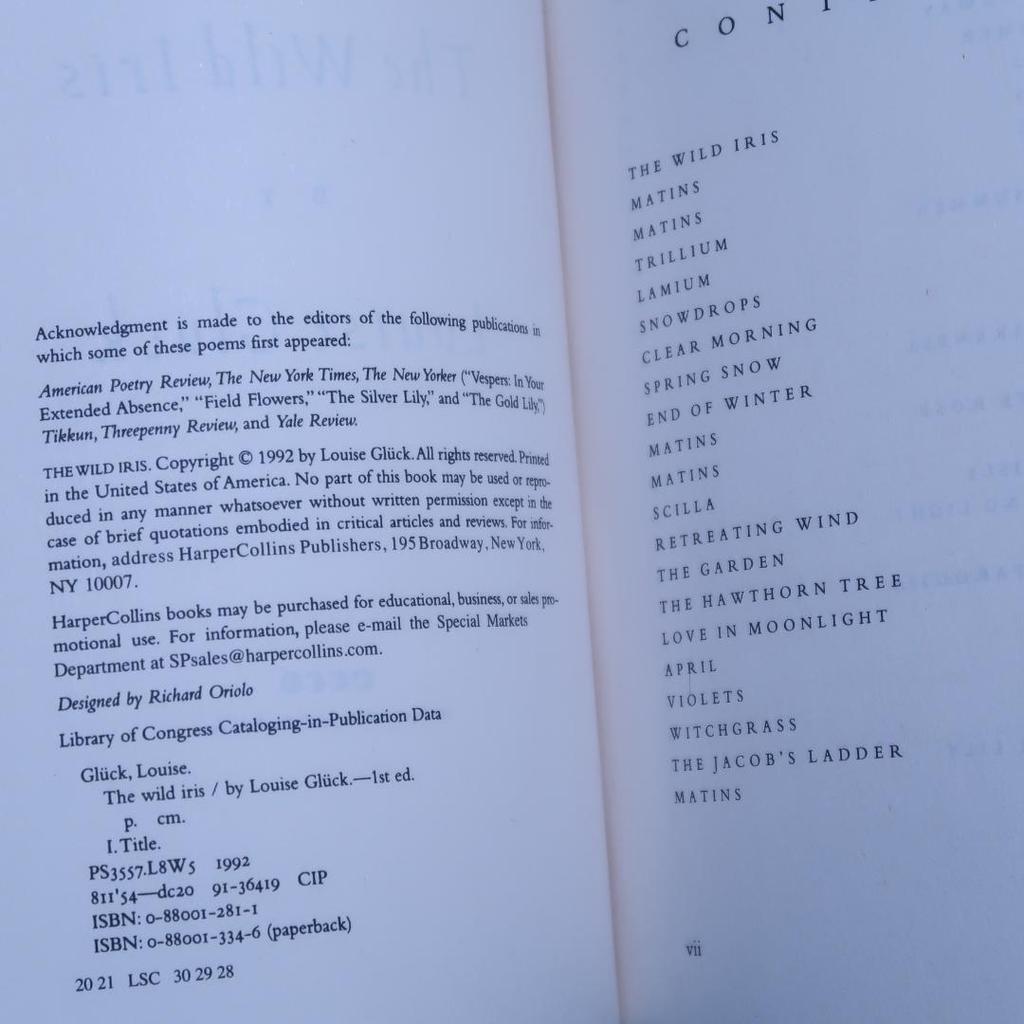 Acknowledgment is made to the editors of the following publications in
which some of these poems first appeared:
American Poetry Review, The New York Times, The New Yorker ("Vespers: In Your
Extended Absence," "Field Flowers," "The Silver Lily," and "The Gold Lily,")
Tikkun, Threepenny Review, and Yale Review.
THE WILD IRIS. Copyright © 1992 by Louise Glück. All rights reserved. Printed
in the United States of America. No part of this book may be used or repro-
duced in any manner whatsoever without written permission except in the
case of brief quotations embodied in critical articles and reviews. For infor-
mation, address HarperCollins Publishers, 195 Broadway, New York,
NY 10007.
HarperCollins books may be purchased for educational, business, or sales pro-
motional use. For information, please e-mail the Special Markets
Department at SPsales@harpercollins.com.
Designed by Richard Oriolo
Library of Congress Cataloging-in-Publication Data
Glück, Louise.
The wild iris / by Louise Glück.—1st ed.
p. cm.
I. Title.
PS3557.L8W5 1992
811'54—dc20 91-36419 CIP
ISBN: 0-88001-281-1
ISBN: 0-88001-334-6 (paperback)
20 21 LSC 30 29 28
THE WILD IRIS
MATINS
MATINS
TRILLIUM
LAMIUM
SNOWDROPS
CLEAR MORNING
SPRING SNOW
END OF WINTER
MATINS
MATINS
SCILLA
RETREATING WIND
THE GARDEN
THE HAWTHORN TREE
LOVE IN MOONLIGHT
APRIL
VIOLETS
WITCHGRASS
THE JACOB'S LADDER
MATINS
vii